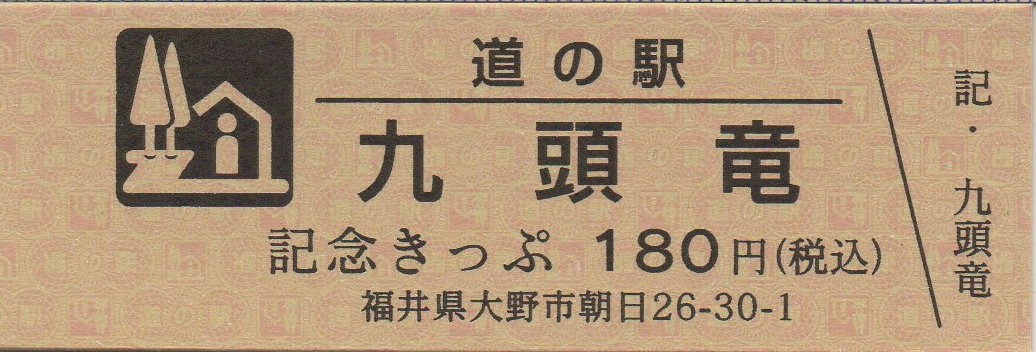 道の駅
九頭竜
記念きっぷ 180円(税込)
福井県大野市朝日26-30-1
記・九頭竜